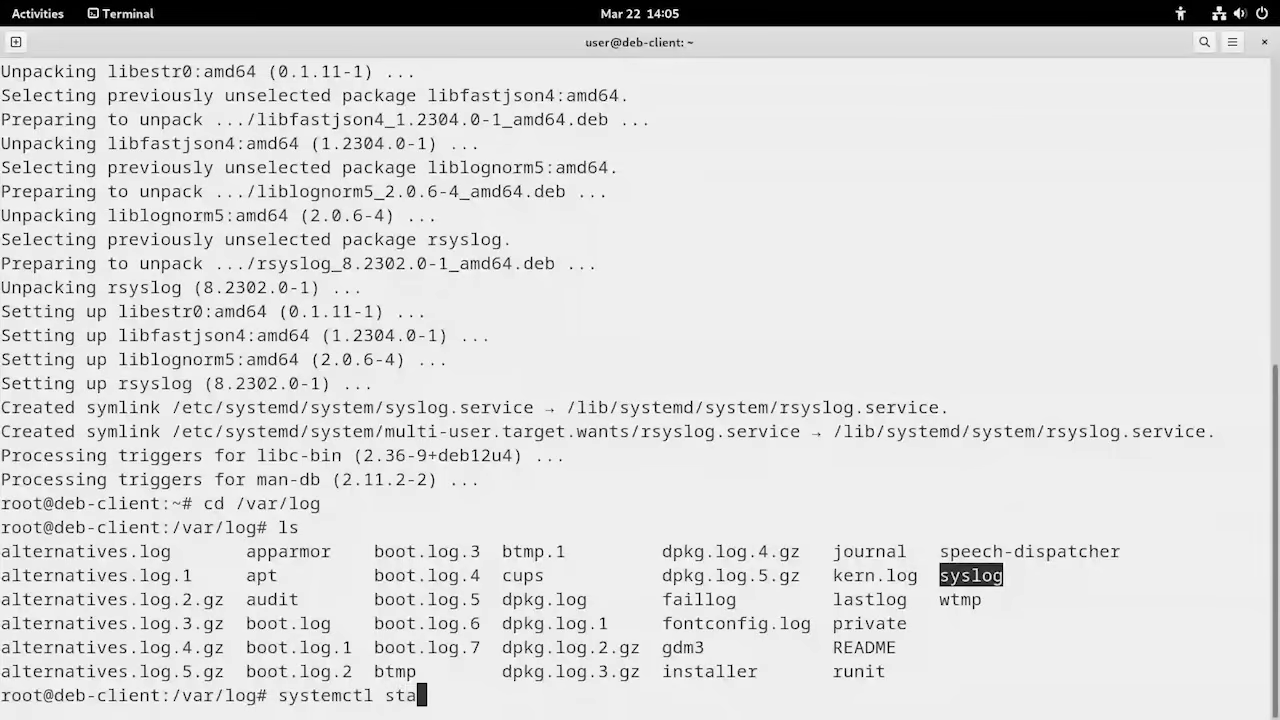 Activities Terminal Mar 22 14:05
user@deb-client: ~
Unpacking libestr0:amd64 (0.1.11-1) ...
Selecting previously unselected package libfastjson4:amd64.
Preparing to unpack .../libfastjson4_1.2304.0-1_amd64.deb ...
Unpacking libfastjson4:amd64 (1.2304.0-1) ...
Selecting previously unselected package liblognorm5:amd64.
Preparing to unpack .../liblognorm5_2.0.6-4_amd64.deb ...
Unpacking liblognorm5:amd64 (2.0.6-4) ...
Selecting previously unselected package rsyslog.
Preparing to unpack .../rsyslog_8.2302.0-1_amd64.deb ...
Unpacking rsyslog (8.2302.0-1) ...
Setting up libestr0:amd64 (0.1.11-1) ...
Setting up libfastjson4:amd64 (1.2304.0-1) ...
Setting up liblognorm5:amd64 (2.0.6-4) ...
Setting up rsyslog (8.2302.0-1) ...
Created symlink /etc/systemd/system/syslog.service → /lib/systemd/system/rsyslog.service.
Created symlink /etc/systemd/system/multi-user.target.wants/rsyslog.service → /lib/systemd/system/rsyslog.service.
Processing triggers for libc-bin (2.36-9+deb12u4) ...
Processing triggers for man-db (2.11.2-2) ...
root@deb-client:~# cd /var/log
root@deb-client:/var/log# ls
alternatives.log apparmor boot.log.3 btmp.1 dpkg.log.4.gz journal speech-dispatcher
alternatives.log.1 apt boot.log.4 cups dpkg.log.5.gz kern.log syslog
alternatives.log.2.gz audit boot.log.5 dpkg.log faillog lastlog wtmp
alternatives.log.3.gz boot.log boot.log.6 dpkg.log.1 fontconfig.log private
alternatives.log.4.gz boot.log.1 boot.log.7 dpkg.log.2.gz gdm3 README
alternatives.log.5.gz boot.log.2 btmp dpkg.log.3.gz installer runit
root@deb-client:/var/log# systemctl sta